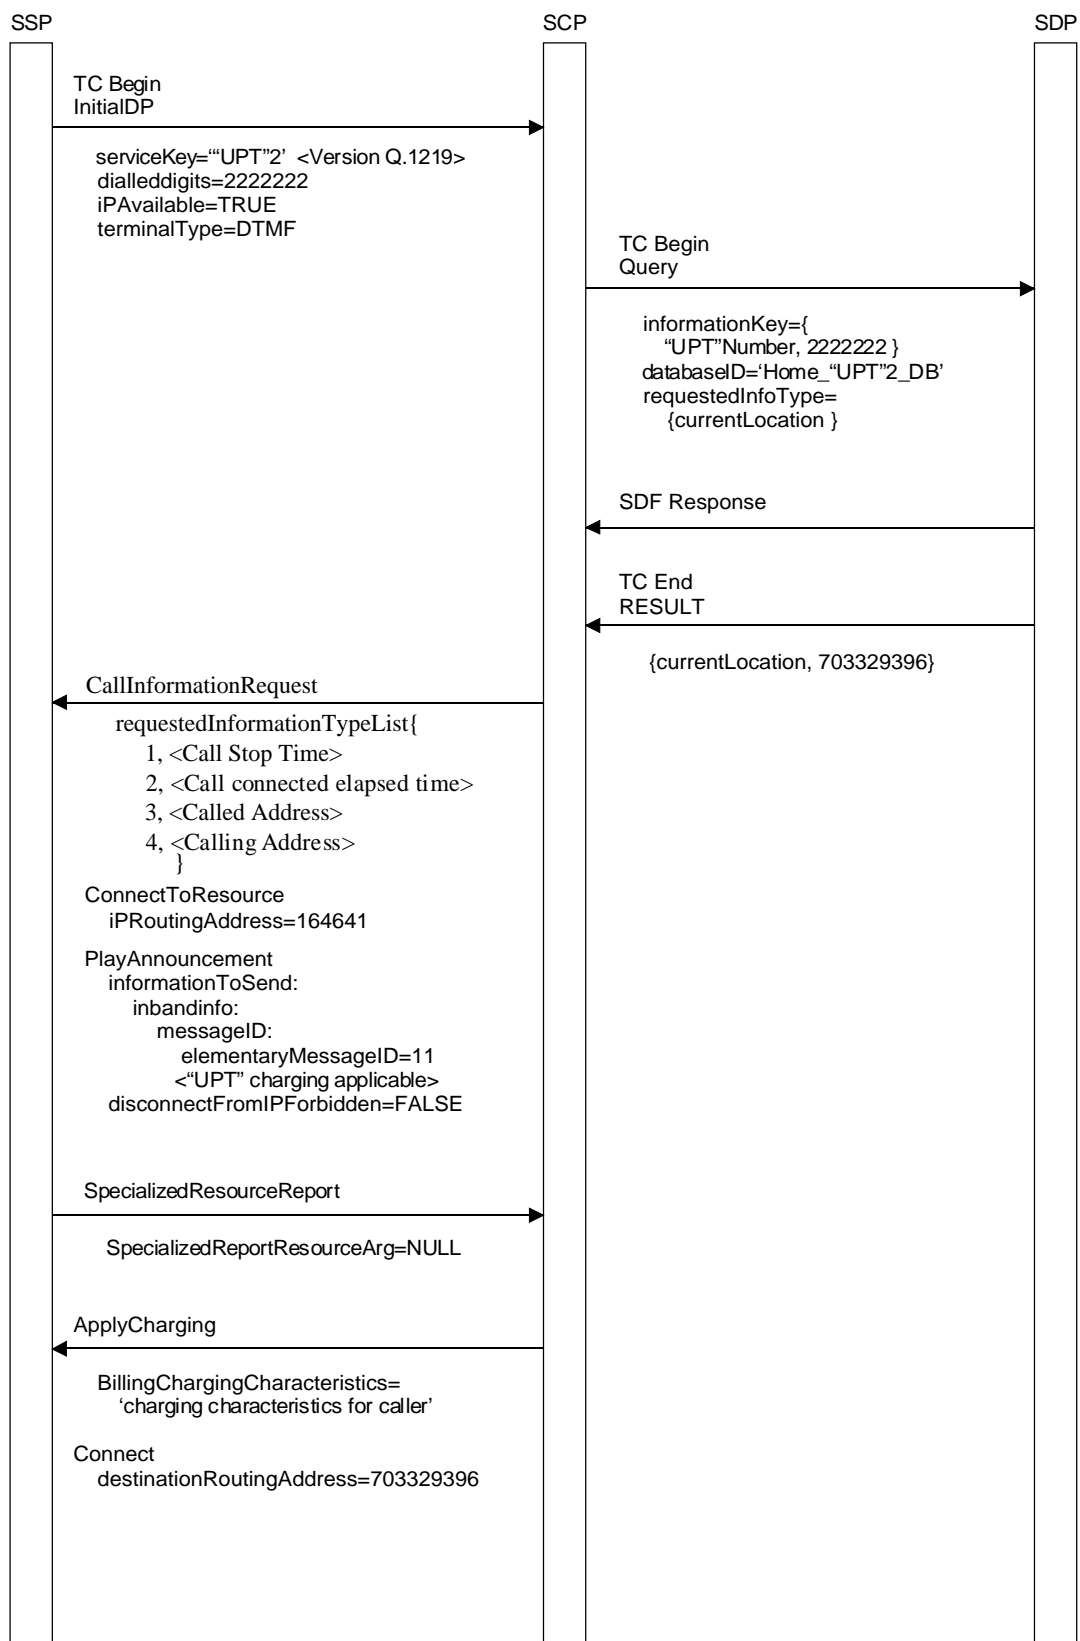 SSP
SCP
SDP
TC Begin
InitialDP
serviceKey=“‘UPT”2’ <Version Q.1219>
dialleddigits=2222222
iPAvailable=TRUE
terminalType=DTMF
TC Begin
Query
informationKey={
“UPT”Number, 2222222 }
databaseID=‘Home_“UPT”2_DB’
requestedInfoType=
{currentLocation }
SDF Response
TC End
RESULT
{currentLocation, 703329396}
CallInformationRequest
requestedInformationTypeList{
1, <Call Stop Time>
2, <Call connected elapsed time>
3, <Called Address>
4, <Calling Address>
}
ConnectToResource
iPRoutingAddress=164641
PlayAnnouncement
informationToSend:
inbandinfo:
messageID:
elementaryMessageID=11
<“UPT” charging applicable>
disconnectFromIPForbidden=FALSE
SpecializedResourceReport
SpecializedReportResourceArg=NULL
ApplyCharging
BillingChargingCharacteristics=
‘charging characteristics for caller’
Connect
destinationRoutingAddress=703329396